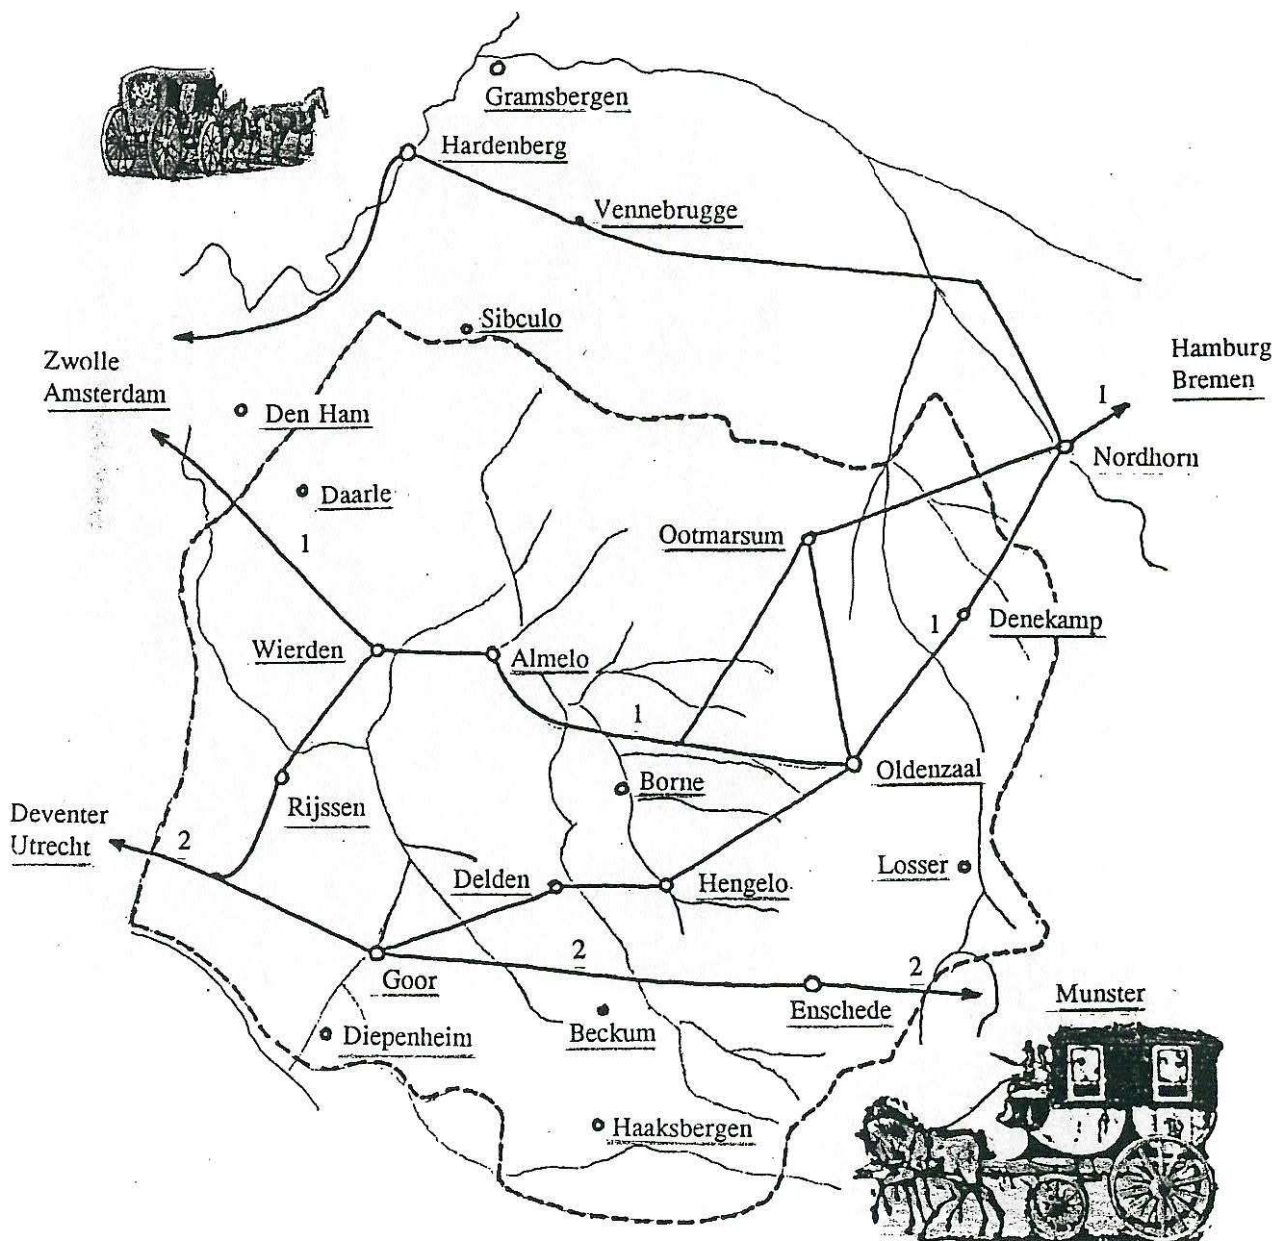 Gramsbergen
Hardenberg
Vennebrugge
Sibculo
Zwolle
Amsterdam
Hamburg
Bremen
1
Den Ham
Nordhorn
Daarle
Ootmarsum
1
Denekamp
1
Wierden
Almelo
1
Oldenzaal
Borne
Rijssen
Deventer
Utrecht
2
Delden
Hengelo
Losser
2
2
Goor
Enschede
Munster
Diepenheim
Beckum
Haaksbergen